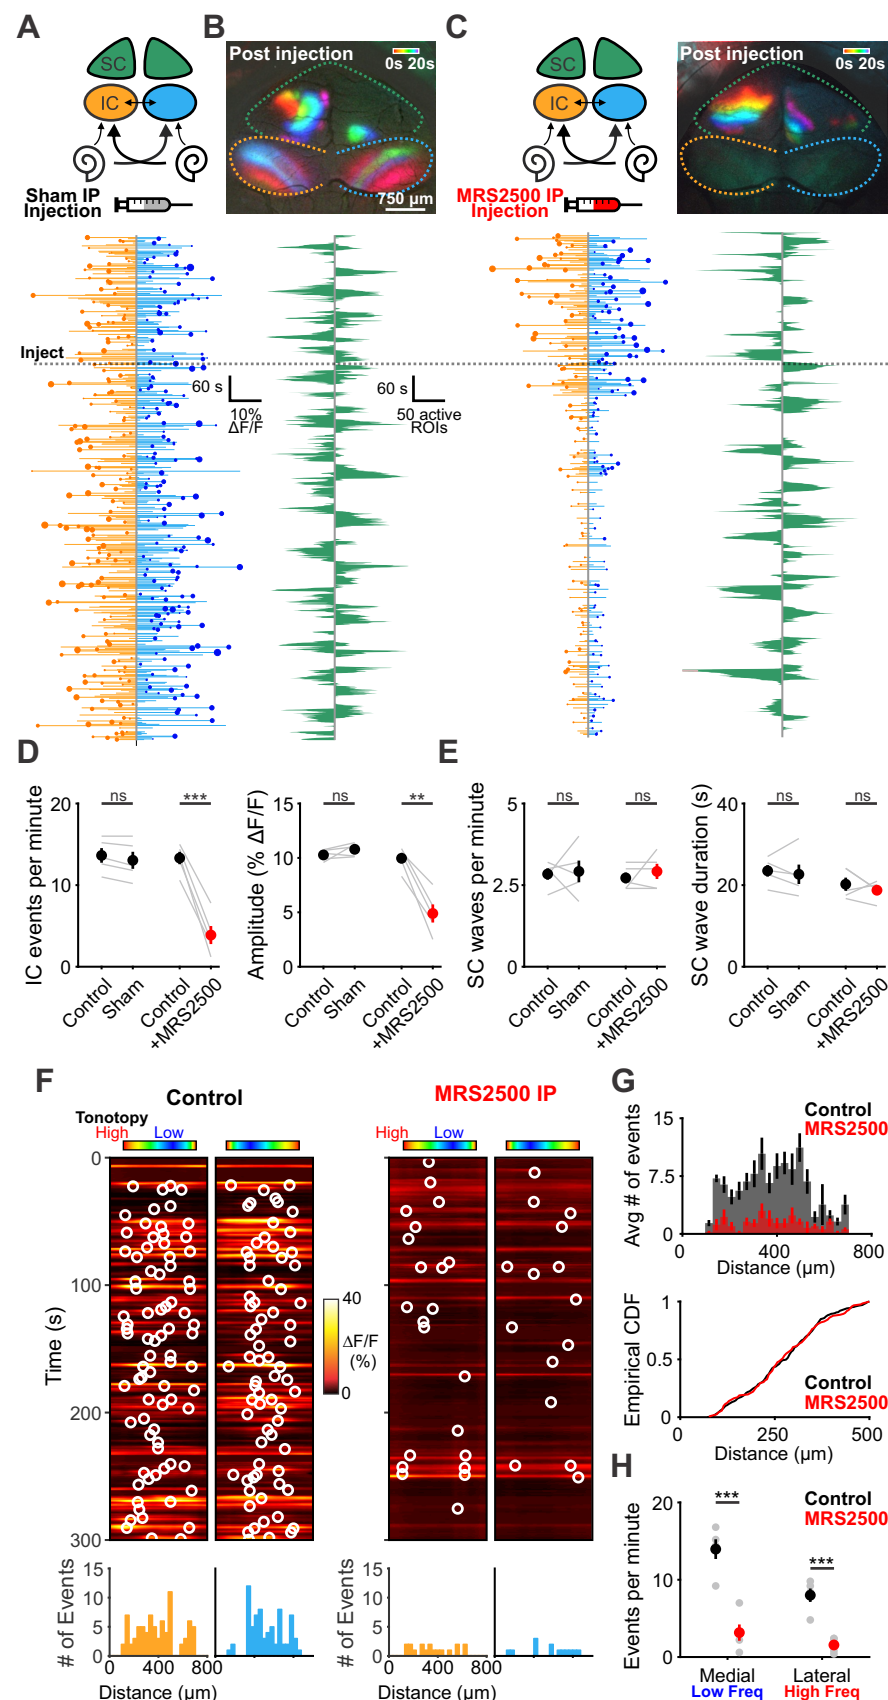 A
B
C
SC
IC
Post injection
0s 20s
750 µm
SC
IC
Post injection
0s 20s
Sham IP
Injection
MRS2500 IP
Injection
Inject
60 s
10%
ΔF/F
60 s
50 active
ROIs
D
E
IC events per minute
20
10
0
ns
***
Control
Sham
Control
+MRS2500
Amplitude (% ΔF/F)
15
10
5
0
ns
**
Control
Sham
Control
+MRS2500
SC waves per minute
5
2.5
0
ns
ns
Control
Sham
Control
+MRS2500
SC wave duration (s)
40
20
0
ns
ns
Control
Sham
Control
+MRS2500
F
Control
MRS2500 IP
Tonotopy
High
Low
High
Low
Time (s)
0
100
200
300
40
ΔF/F
(%)
0
# of Events
15
10
5
0
0
400
800
Distance (µm)
# of Events
15
10
5
0
0
400
800
Distance (µm)
G
Control
MRS2500
Avg # of events
15
7.5
0
0
400
800
Distance (µm)
Empirical CDF
1
0.5
0
Control
MRS2500
0
250
500
Distance (µm)
H
Control
MRS2500
Events per minute
20
10
0
***
***
Medial
Low Freq
Lateral
High Freq